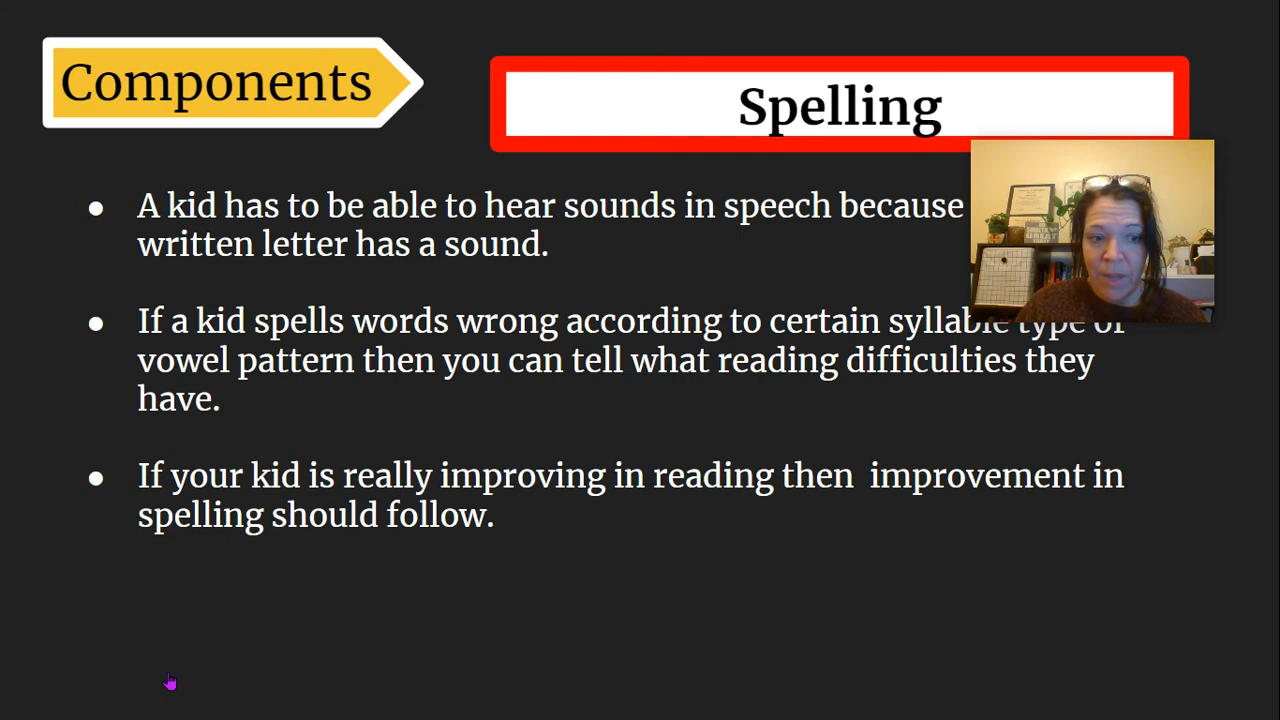 Components
Spelling
A kid has to be able to hear sounds in speech because
written letter has a sound.
If a kid spells words wrong according to certain syllable type or
vowel pattern then you can tell what reading difficulties they
have.
If your kid is really improving in reading then  improvement in
spelling should follow.